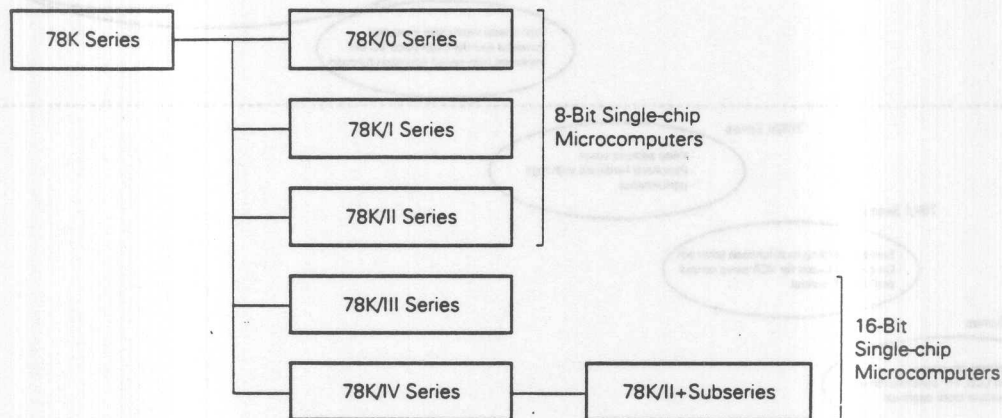 78K Series
78K/0 Series
78K/I Series
8-Bit Single-chip
Microcomputers
78K/II Series
78K/III Series
16-Bit
Single-chip
Microcomputers
78K/IV Series
78K/II+Subseries